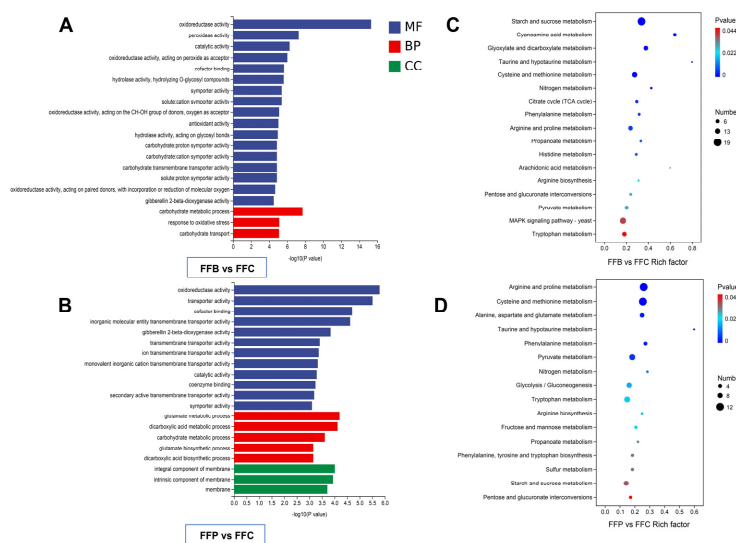 A
oxidoreductase activity
peroxidase activity
catalytic activity
oxidoreductase activity, acting on peroxide as acceptor
cofactor binding
hydrolase activity, hydrolyzing O-glycosyl compounds
symporter activity
solute:cation symporter activity
oxidoreductase activity, acting on the CH-OH group of donors, oxygen as acceptor
antioxidant activity
hydrolase activity, acting on glycosyl bonds
carbohydrate:proton symporter activity
carbohydrate:cation symporter activity
carbohydrate transmembrane transporter activity
solute:proton symporter activity
oxidoreductase activity, acting on paired donors, with incorporation or reduction of molecular oxygen
gibberellin 2-beta-dioxygenase activity
carbohydrate metabolic process
response to oxidative stress
carbohydrate transport
0 2 4 6 8 10 12 14 16
-log10(P value)
MF
BP
CC
FFB vs FFC
B
oxidoreductase activity
transporter activity
cofactor binding
inorganic molecular entity transmembrane transporter activity
gibberellin 2-beta-dioxygenase activity
transmembrane transporter activity
ion transmembrane transporter activity
monovalent inorganic cation transmembrane transporter activity
catalytic activity
coenzyme binding
secondary active transmembrane transporter activity
symporter activity
glutamate metabolic process
dicarboxylic acid metabolic process
carbohydrate metabolic process
glutamate biosynthetic process
dicarboxylic acid biosynthetic process
integral component of membrane
intrinsic component of membrane
membrane
0.0 0.5 1.0 1.5 2.0 2.5 3.0 3.5 4.0 4.5 5.0 5.5 6.0
-log10(P value)
FFP vs FFC
C
Starch and sucrose metabolism
Cyanoamino acid metabolism
Glyoxylate and dicarboxylate metabolism
Taurine and hypotaurine metabolism
Cysteine and methionine metabolism
Nitrogen metabolism
Citrate cycle (TCA cycle)
Phenylalanine metabolism
Arginine and proline metabolism
Propanoate metabolism
Histidine metabolism
Arachidonic acid metabolism
Arginine biosynthesis
Pentose and glucuronate interconversions
Pyruvate metabolism
MAPK signaling pathway - yeast
Tryptophan metabolism
0.0 0.2 0.4 0.6 0.8
FFB vs FFC Rich factor
Pvalue
0.044
0.022
0
Number
6
13
19
D
Arginine and proline metabolism
Cysteine and methionine metabolism
Alanine, aspartate and glutamate metabolism
Taurine and hypotaurine metabolism
Phenylalanine metabolism
Pyruvate metabolism
Nitrogen metabolism
Glycolysis / Gluconeogenesis
Tryptophan metabolism
Arginine biosynthesis
Fructose and mannose metabolism
Propanoate metabolism
Phenylalanine, tyrosine and tryptophan biosynthesis
Sulfur metabolism
Starch and sucrose metabolism
Pentose and glucuronate interconversions
0.0 0.1 0.2 0.3 0.4 0.5 0.6
FFP vs FFC Rich factor
Pvalue
0.04
0.02
0
Numb
4
8
12